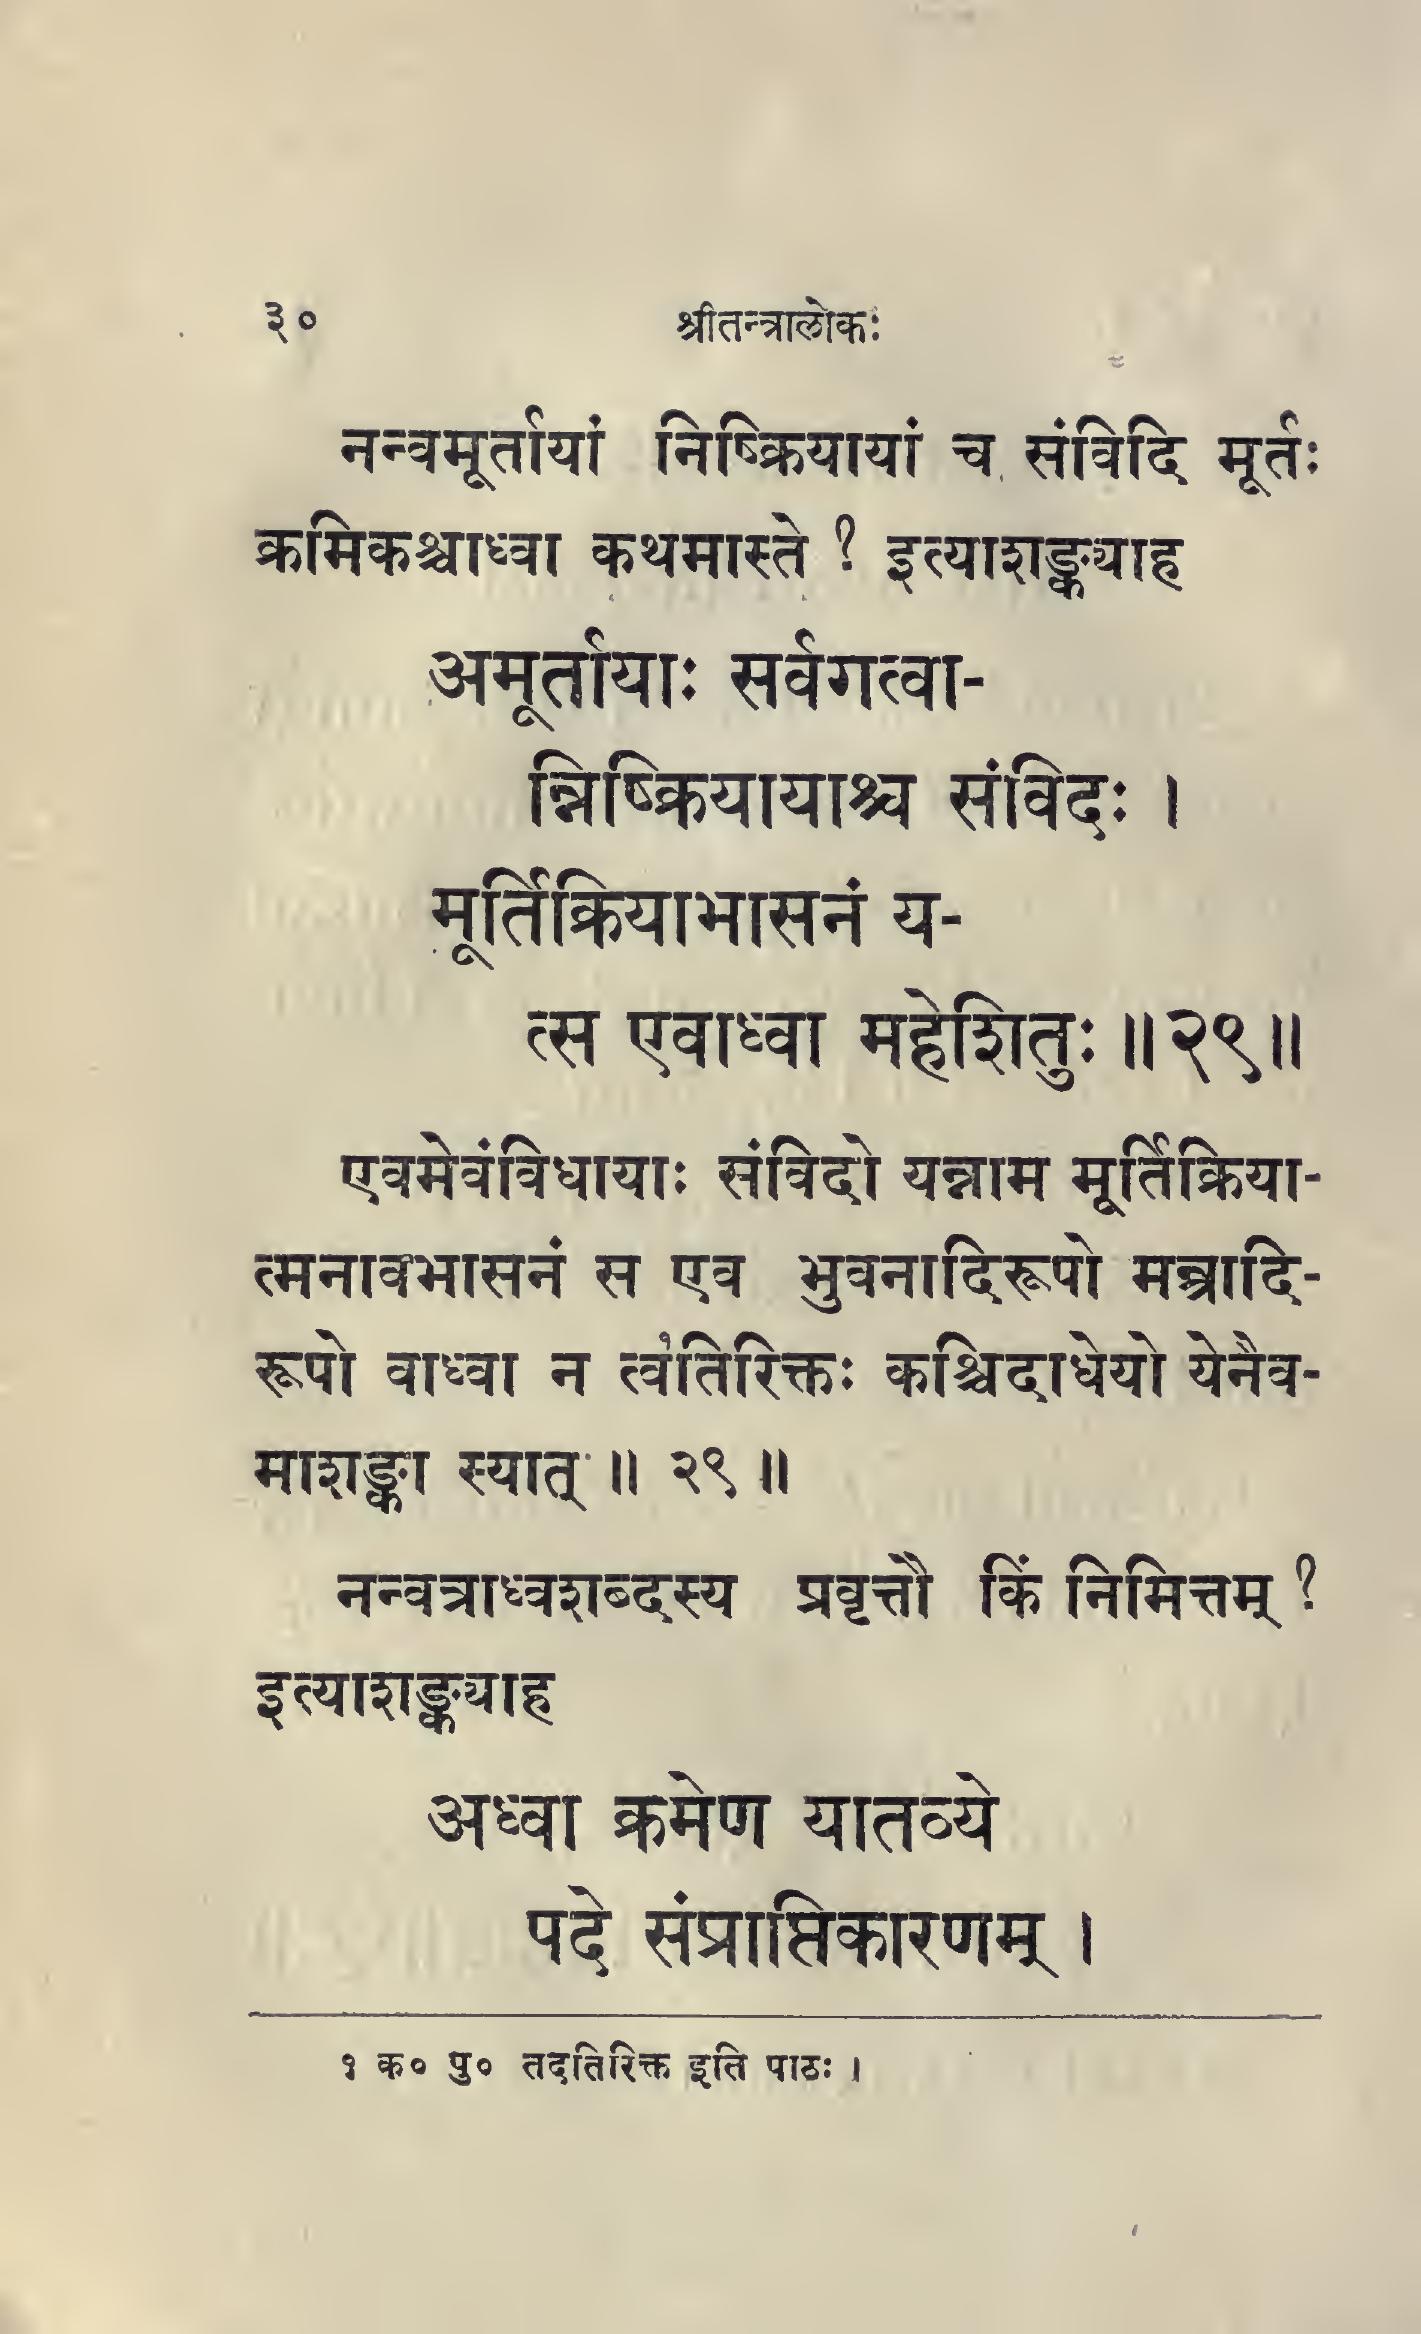 ३०
श्रीतन्त्रालोकः
नन्वमूर्तायां निष्क्रियायां च संविदि मूर्तः
क्रमिकश्चाध्वा कथमास्ते ? इत्याशङ्क्याह
अमूर्तायाः सर्वगत्वा-
न्निष्क्रियायाश्च संविदः ।
मूर्तिक्रियाभासनं य-
त्स एवाध्वा महेशितुः ॥ २९ ॥
एवमेवंविधायाः संविदो यन्नाम मूर्तिक्रिया-
त्मनावभासनं स एव भुवनादिरूपो मन्त्रादि-
रूपो वाध्वा न त्व१तिरिक्तः कश्चिदाधेयो येनैव-
माशङ्का स्यात् ॥ २९ ॥
नन्वत्राध्वशब्दस्य प्रवृत्तौ किं निमित्तम् ?
इत्याशङ्क्याह
अध्वा क्रमेण यातव्ये
पदे संप्राप्तिकारणम् ।
१ क० पु० तदतिरिक्त इति पाठः ।